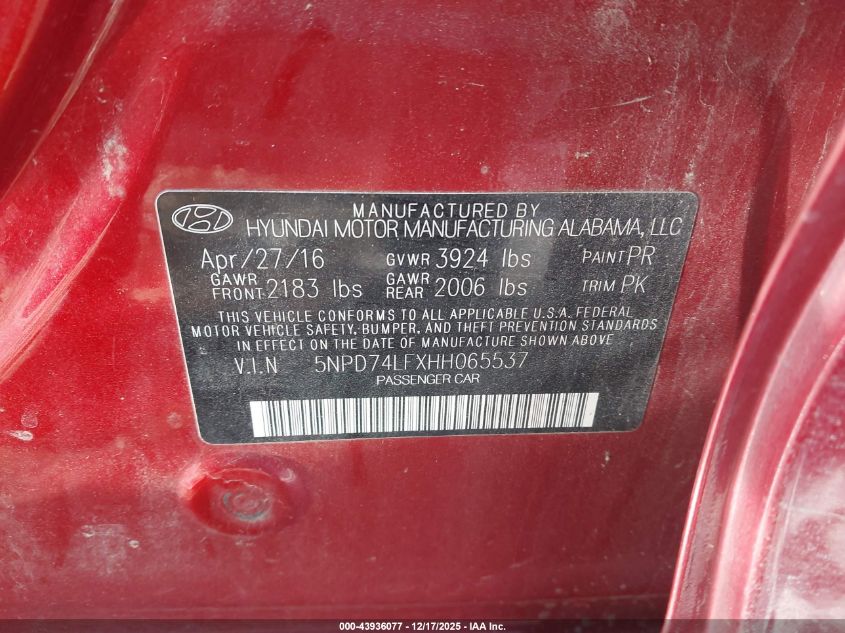 MANUFACTURED BY
HYUNDAI MOTOR MANUFACTURING ALABAMA, LLC
Apr/27/16 GVWR 3924 lbs PAINT PR
GAWR FRONT 2183 lbs GAWR REAR 2006 lbs TRIM PK
THIS VEHICLE CONFORMS TO ALL APPLICABLE U.S.A. FEDERAL
MOTOR VEHICLE SAFETY, BUMPER, AND THEFT PREVENTION STANDARDS
IN EFFECT ON THE DATE OF MANUFACTURE SHOWN ABOVE
V.I.N 5NPD74LFXHH065537
PASSENGER CAR
000-43936077 - 12/17/2025 - IAA Inc.